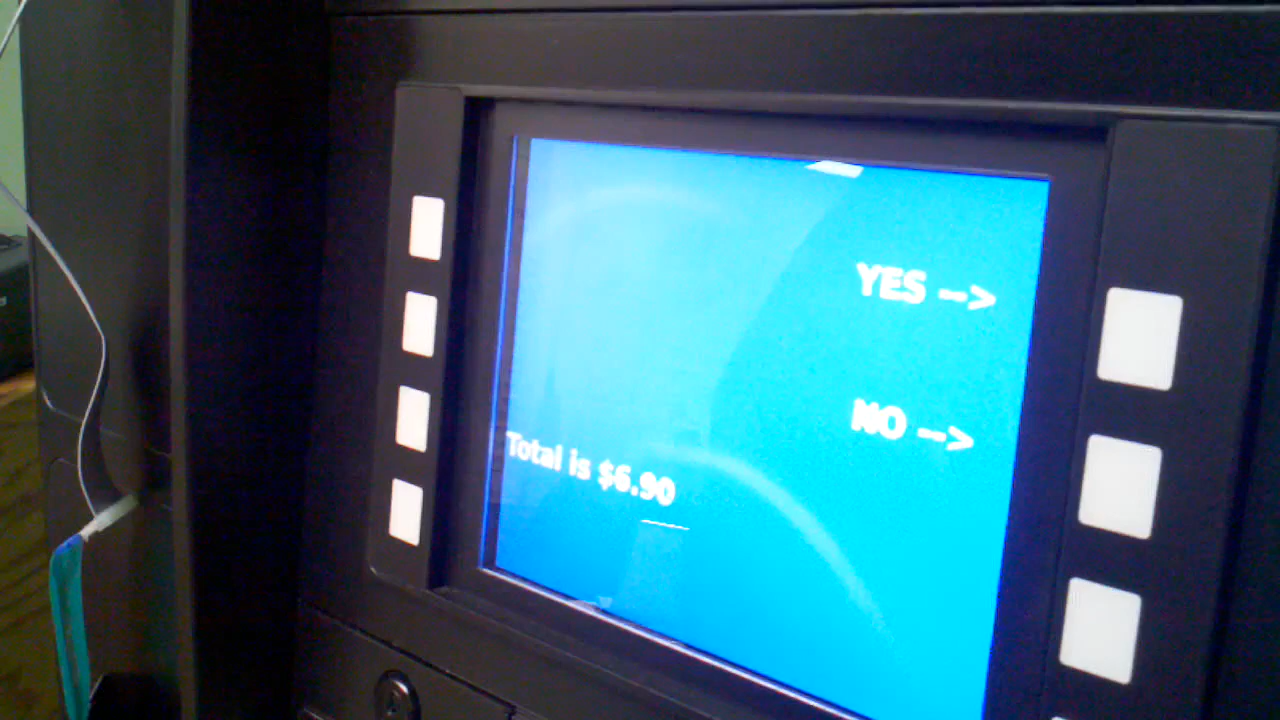 YES -->
NO -->
Total is $6.90